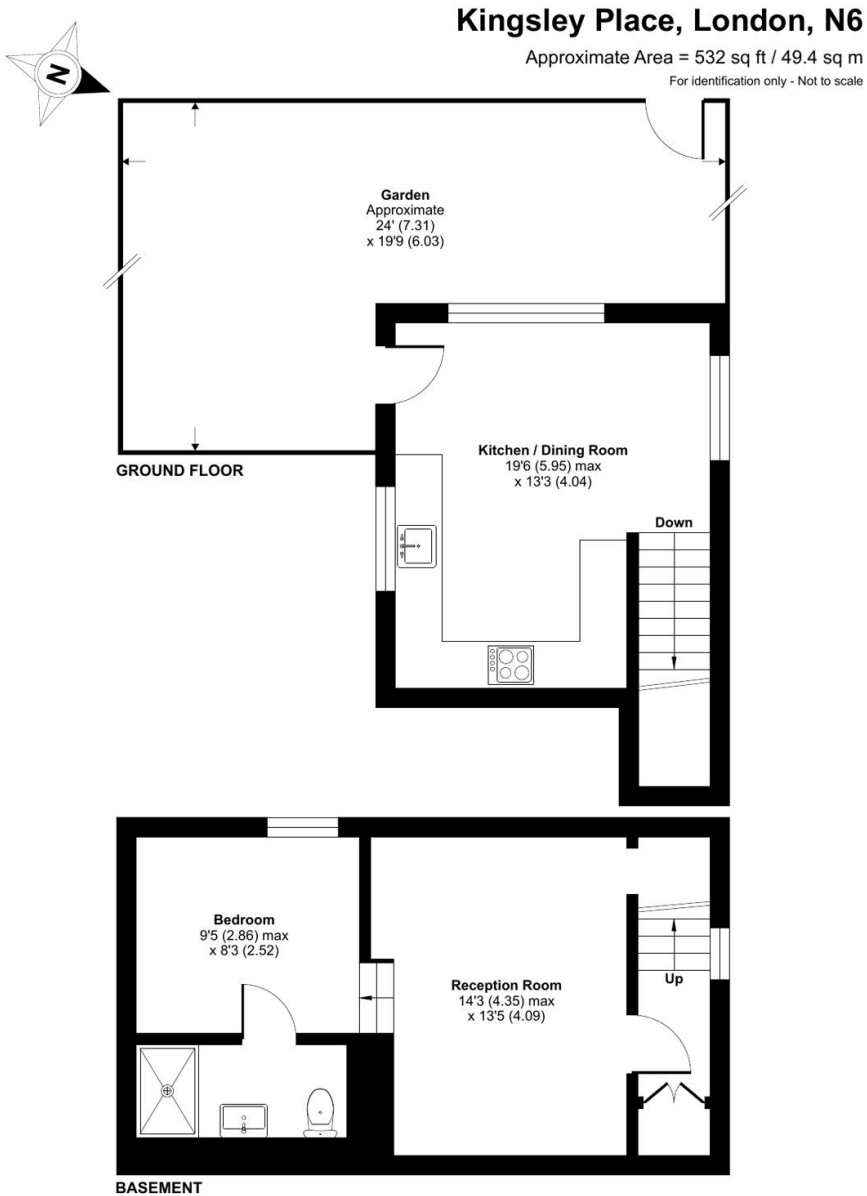 Kingsley Place, London, N6
Approximate Area = 532 sq ft / 49.4 sq m
For identification only - Not to scale
N
Garden
Approximate
24' (7.31)
x 19'9 (6.03)
GROUND FLOOR
Kitchen / Dining Room
19'6 (5.95) max
x 13'3 (4.04)
Down
Bedroom
9'5 (2.86) max
x 8'3 (2.52)
Reception Room
14'3 (4.35) max
x 13'5 (4.09)
Up
BASEMENT